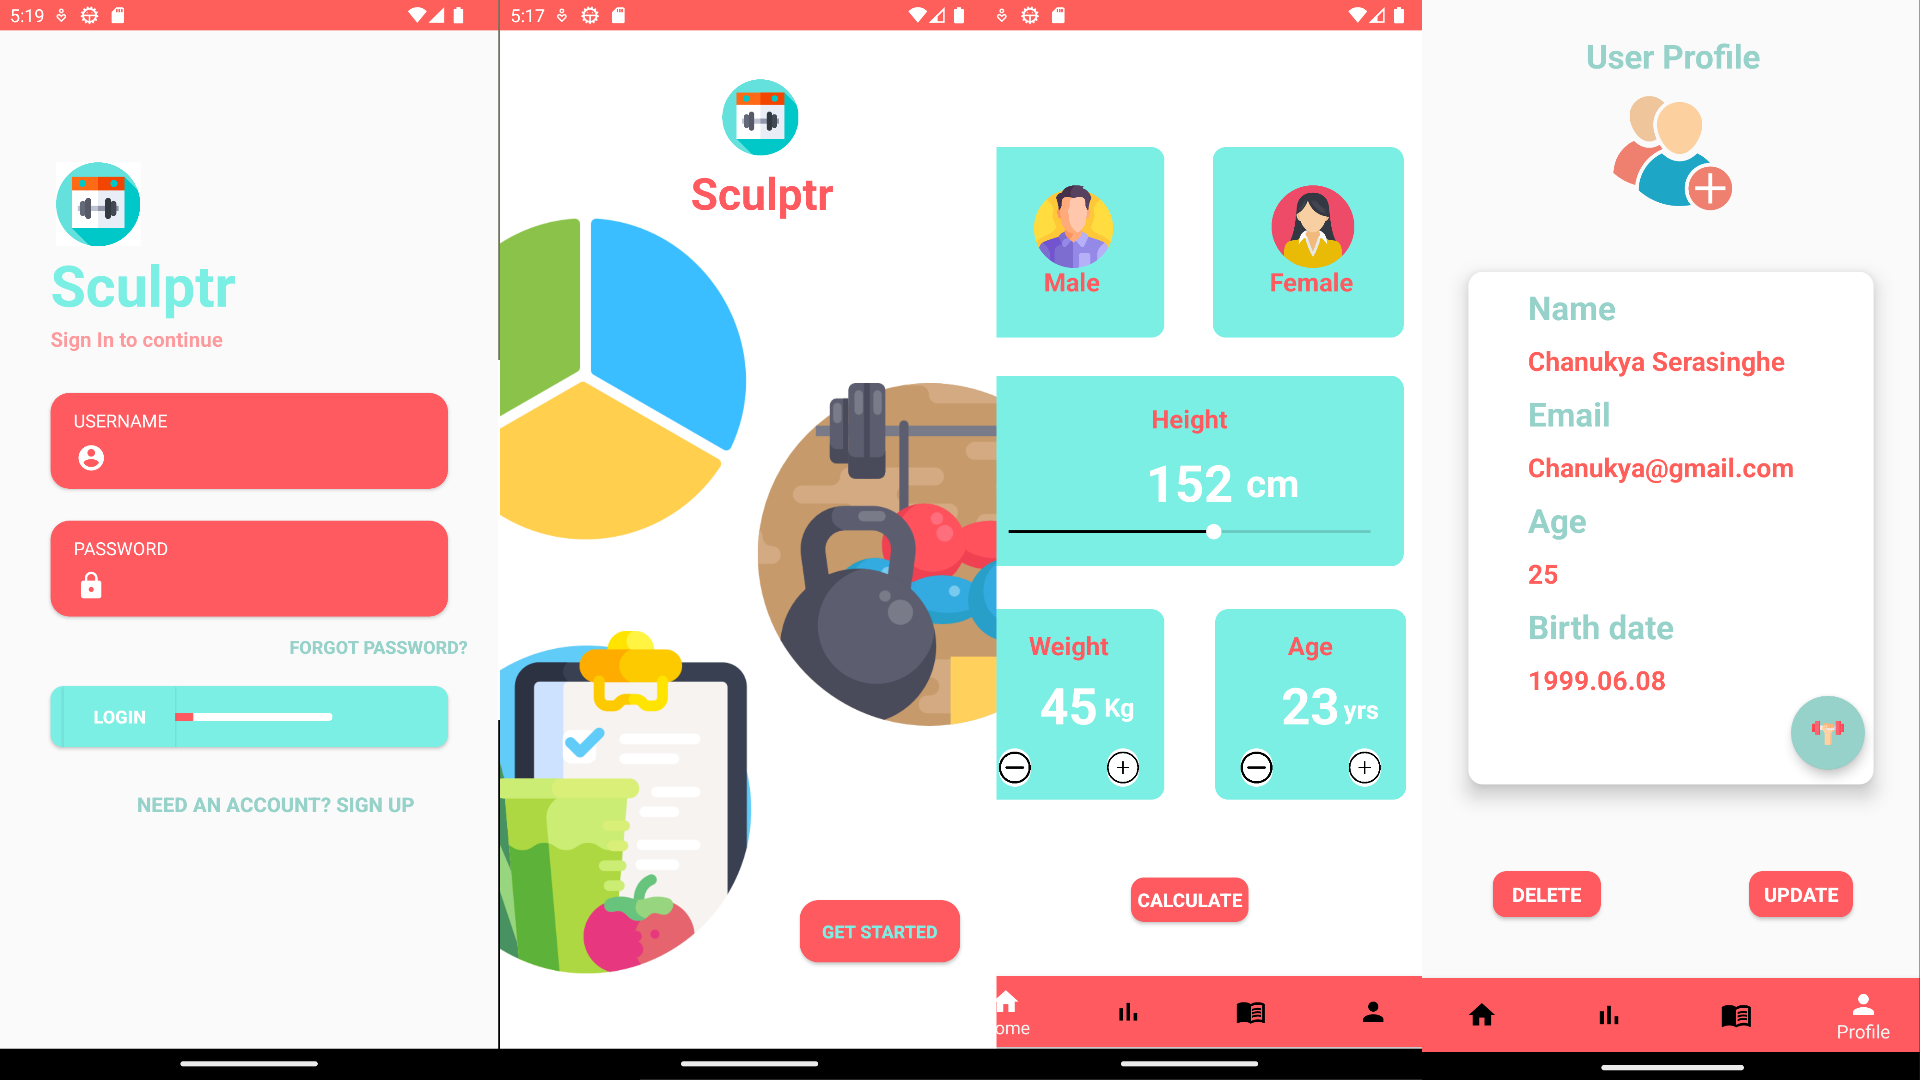 5:19
Sculptr
Sign In to continue
USERNAME
PASSWORD
FORGOT PASSWORD?
LOGIN
NEED AN ACCOUNT? SIGN UP
5:17
Sculptr
GET STARTED
Male
Female
Height
152 cm
Weight
45 Kg
Age
23 yrs
CALCULATE
ome
User Profile
Name
Chanukya Serasinghe
Email
Chanukya@gmail.com
Age
25
Birth date
1999.06.08
DELETE
UPDATE
Profile